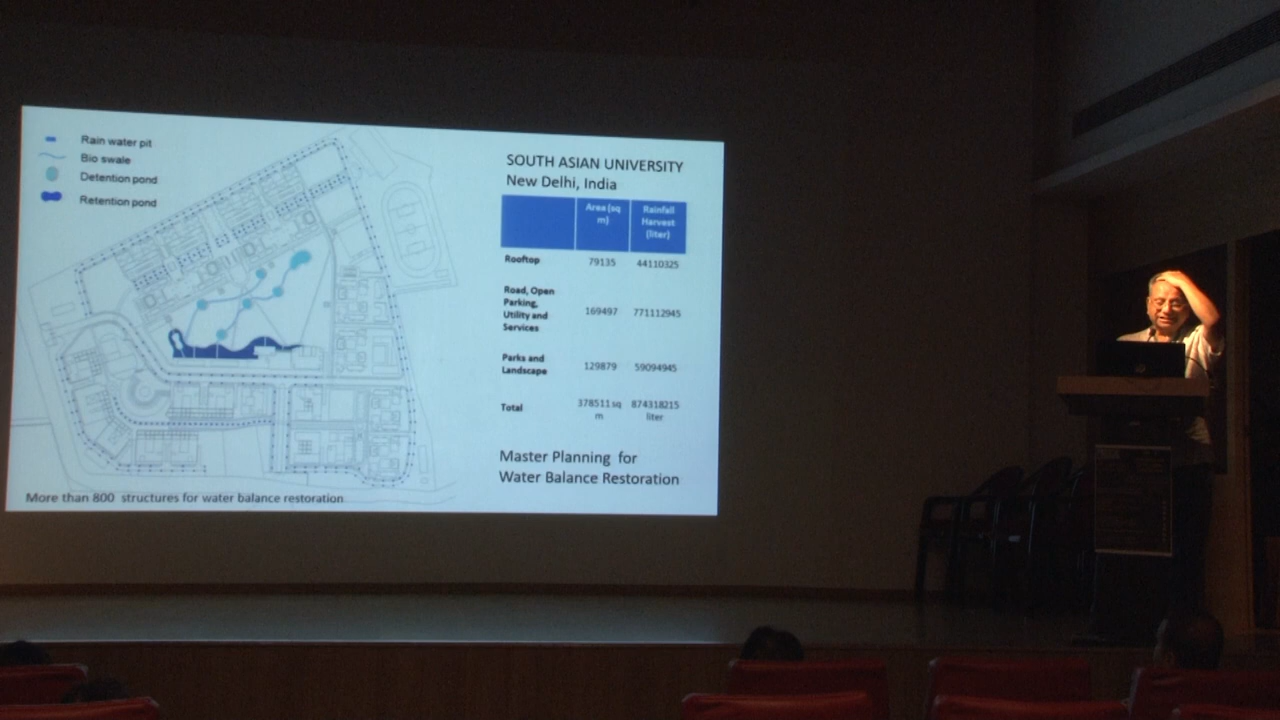 Rain water pit
Bio swale
Detention pond
Retention pond
More than 800 structures for water balance restoration
SOUTH ASIAN UNIVERSITY
New Delhi, India
Area (sq
m)
Rainfall
Harvest
(liter)
Rooftop
79135
44110325
Road, Open
Parking,
Utility and
Services
169497
771112945
Parks and
Landscape
129879
59094945
Total
378511 sq
m
874318215
liter
Master Planning for
Water Balance Restoration